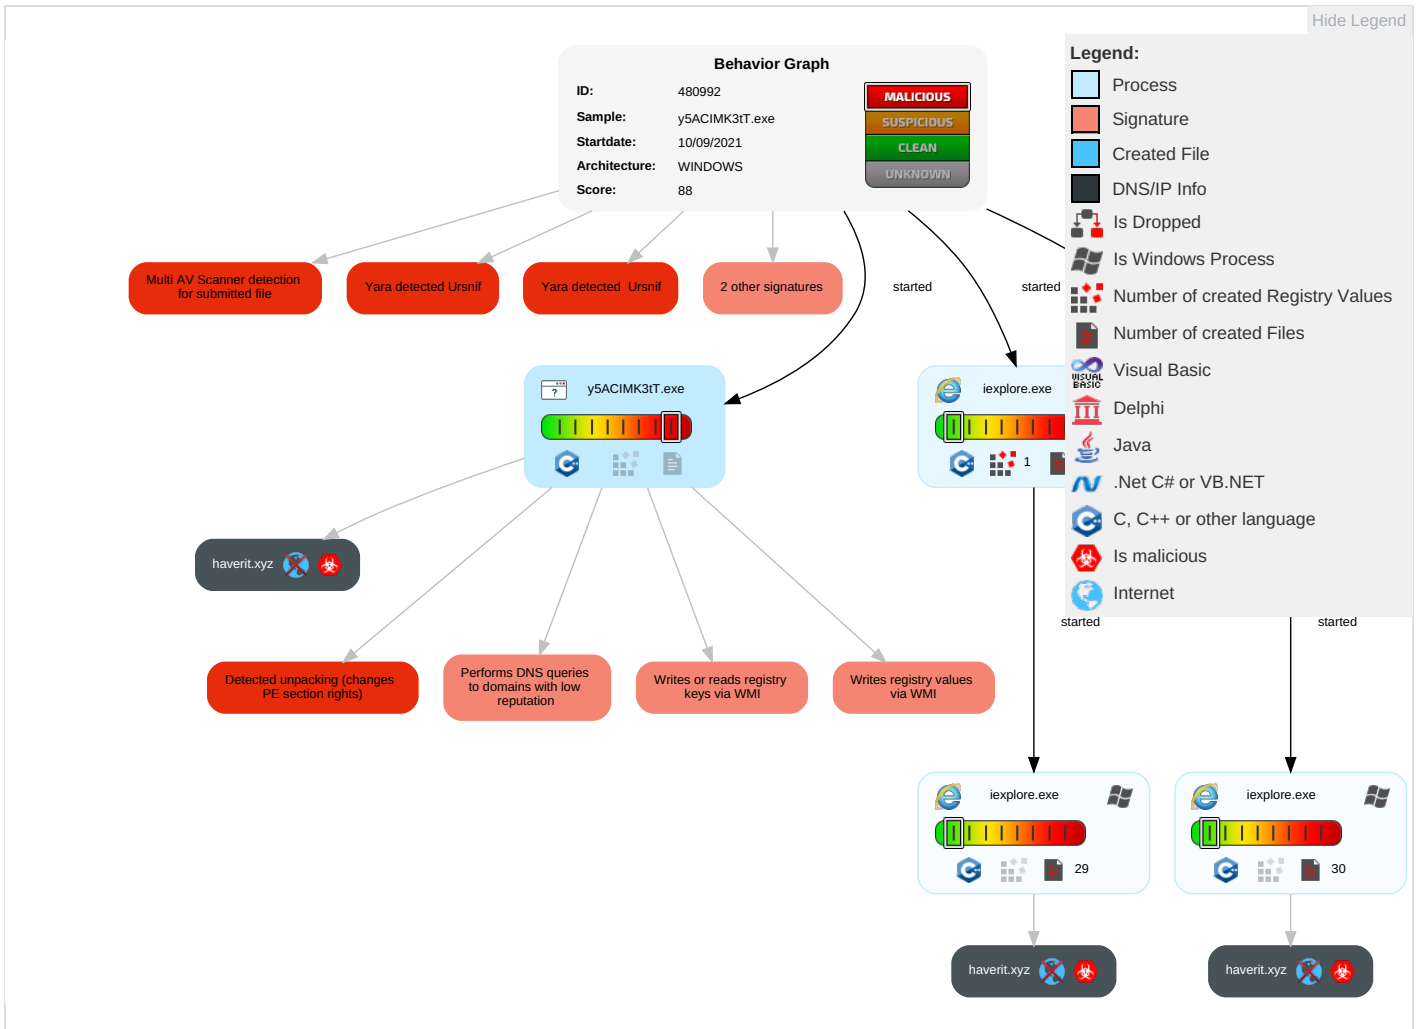 Hide Legend
Legend:
Process
Signature
Created File
DNS/IP Info
Is Dropped
Is Windows Process
Number of created Registry Values
Number of created Files
VISUAL
BASIC
Visual Basic
Delphi
Java
.Net C# or VB.NET
C, C++ or other language
Is malicious
Internet
Behavior Graph
ID: 480992
Sample: y5ACIMK3tT.exe
Startdate: 10/09/2021
Architecture: WINDOWS
Score: 88
MALICIOUS
SUSPICIOUS
CLEAN
UNKNOWN
Multi AV Scanner detection
for submitted file
Yara detected Ursnif
Yara detected  Ursnif
2 other signatures
started
started
y5ACIMK3tT.exe
?
iexplore.exe
1
haverit.xyz
started
started
Detected unpacking (changes
PE section rights)
Performs DNS queries
to domains with low
reputation
Writes or reads registry
keys via WMI
Writes registry values
via WMI
iexplore.exe
29
iexplore.exe
30
haverit.xyz
haverit.xyz